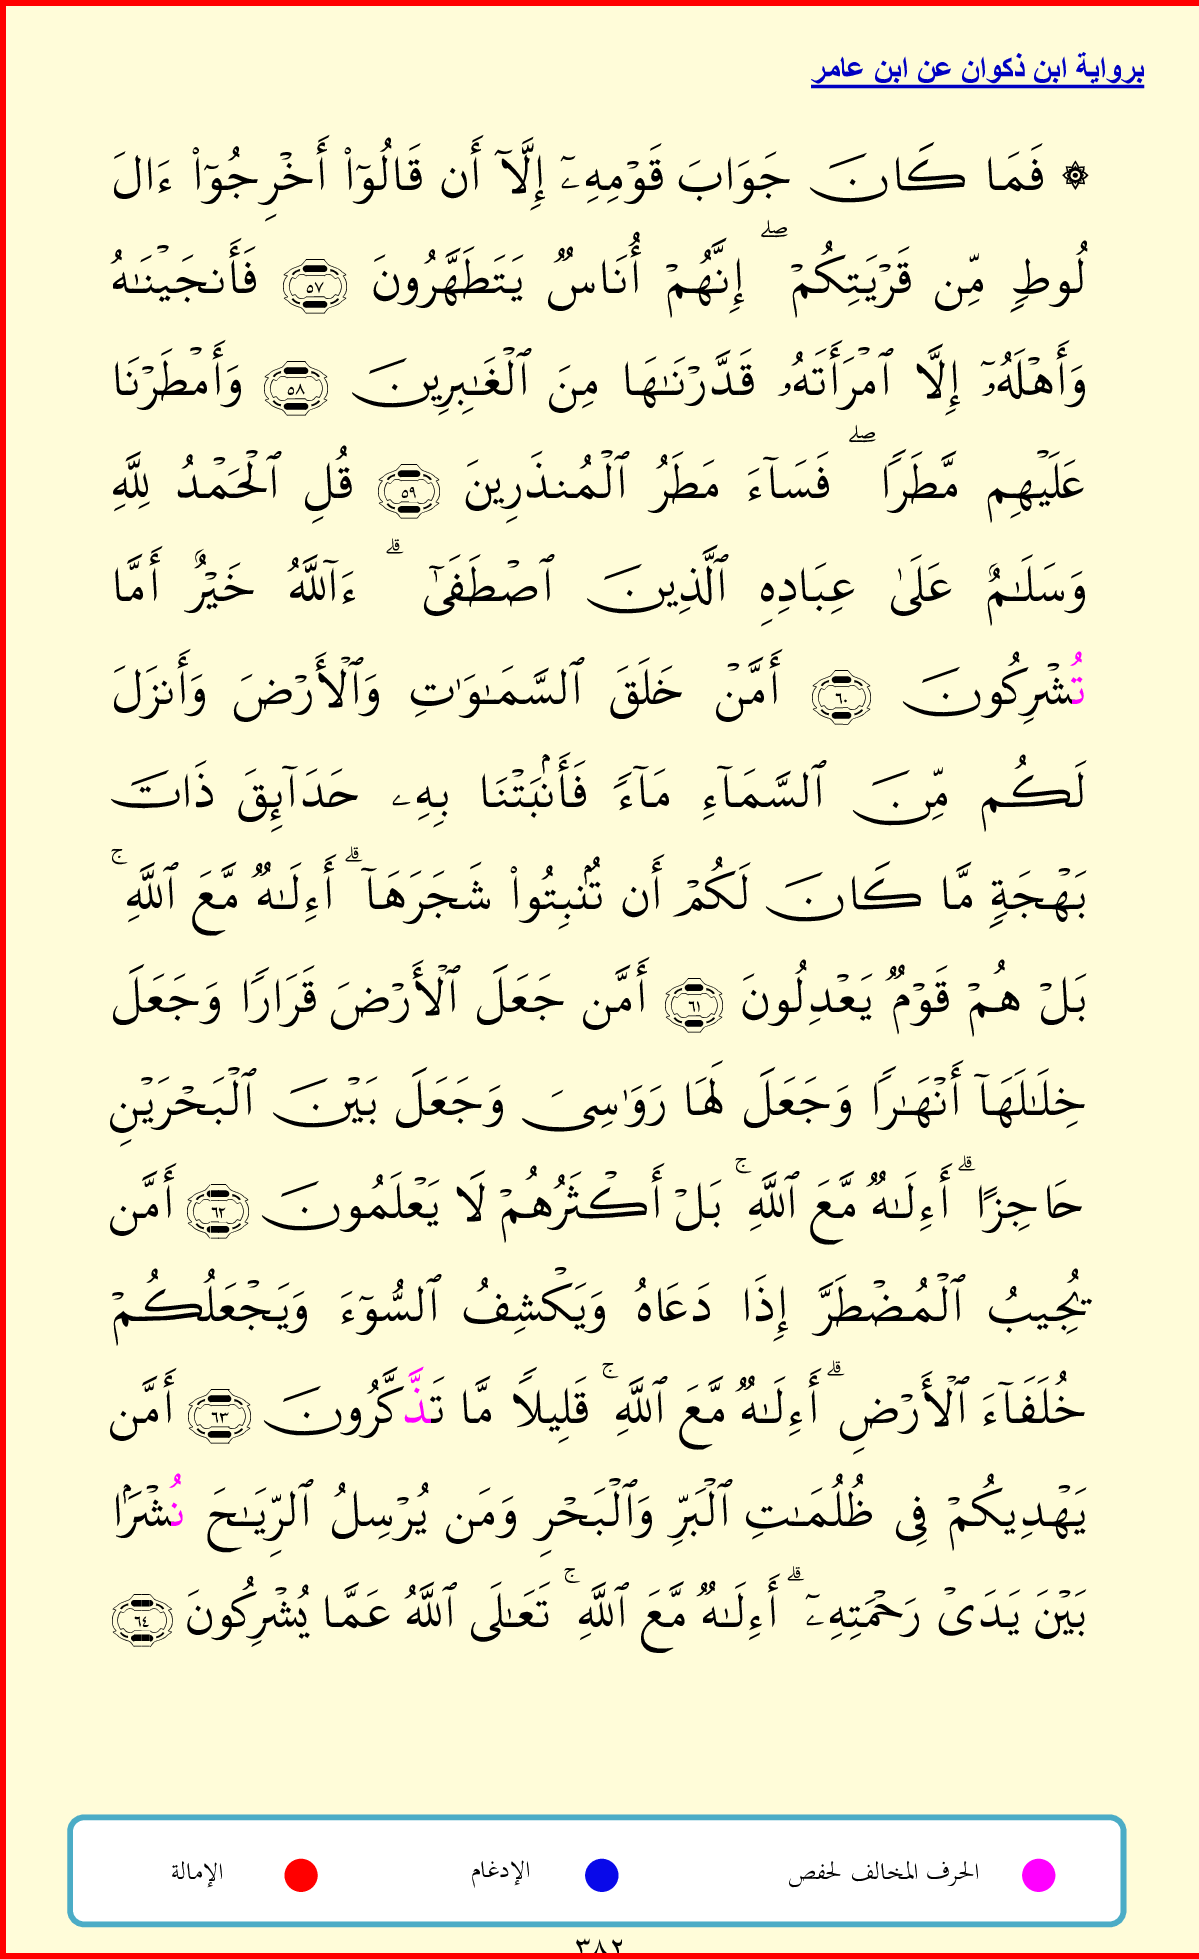 برواية ابن ذكوان عن ابن عامر
۞ فَمَا كَانَ جَوَابَ قَوْمِهِۦٓ إِلَّآ أَن قَالُوٓا۟ أَخْرِجُوٓا۟ ءَالَ
لُوطٍ مِّن قَرْيَتِكُمْ ۖ إِنَّهُمْ أُنَاسٌ يَتَطَهَّرُونَ ٥٧ فَأَنجَيْنَـٰهُ
وَأَهْلَهُۥٓ إِلَّا ٱمْرَأَتَهُۥ قَدَّرْنَـٰهَا مِنَ ٱلْغَـٰبِرِينَ ٥٨ وَأَمْطَرْنَا
عَلَيْهِم مَّطَرًا ۖ فَسَآءَ مَطَرُ ٱلْمُنذَرِينَ ٥٩ قُلِ ٱلْحَمْدُ لِلَّهِ
وَسَلَـٰمٌ عَلَىٰ عِبَادِهِ ٱلَّذِينَ ٱصْطَفَىٰٓ ۗ ءَآللَّهُ خَيْرٌ أَمَّا
تُشْرِكُونَ ٦٠ أَمَّنْ خَلَقَ ٱلسَّمَـٰوَٰتِ وَٱلْأَرْضَ وَأَنزَلَ
لَكُم مِّنَ ٱلسَّمَآءِ مَآءً فَأَنۢبَتْنَا بِهِۦ حَدَآئِقَ ذَاتَ
بَهْجَةٍ مَّا كَانَ لَكُمْ أَن تُنۢبِتُوا۟ شَجَرَهَآ ۗ أَءِلَـٰهٌ مَّعَ ٱللَّهِ ۚ
بَلْ هُمْ قَوْمٌ يَعْدِلُونَ ٦١ أَمَّن جَعَلَ ٱلْأَرْضَ قَرَارًا وَجَعَلَ
خِلَـٰلَهَآ أَنْهَـٰرًا وَجَعَلَ لَهَا رَوَٰسِىَ وَجَعَلَ بَيْنَ ٱلْبَحْرَيْنِ
حَاجِزًا ۗ أَءِلَـٰهٌ مَّعَ ٱللَّهِ ۚ بَلْ أَكْثَرُهُمْ لَا يَعْلَمُونَ ٦٢ أَمَّن
يُجِيبُ ٱلْمُضْطَرَّ إِذَا دَعَاهُ وَيَكْشِفُ ٱلسُّوٓءَ وَيَجْعَلُكُمْ
خُلَفَآءَ ٱلْأَرْضِ ۗ أَءِلَـٰهٌ مَّعَ ٱللَّهِ ۚ قَلِيلًا مَّا تَذَّكَّرُونَ ٦٣ أَمَّن
يَهْدِيكُمْ فِى ظُلُمَـٰتِ ٱلْبَرِّ وَٱلْبَحْرِ وَمَن يُرْسِلُ ٱلرِّيَـٰحَ نُشْرًۢا
بَيْنَ يَدَىْ رَحْمَتِهِۦٓ ۗ أَءِلَـٰهٌ مَّعَ ٱللَّهِ ۚ تَعَـٰلَى ٱللَّهُ عَمَّا يُشْرِكُونَ ٦٤
الحرف المخالف لحفص الإدغام الإمالة
٣٨٢